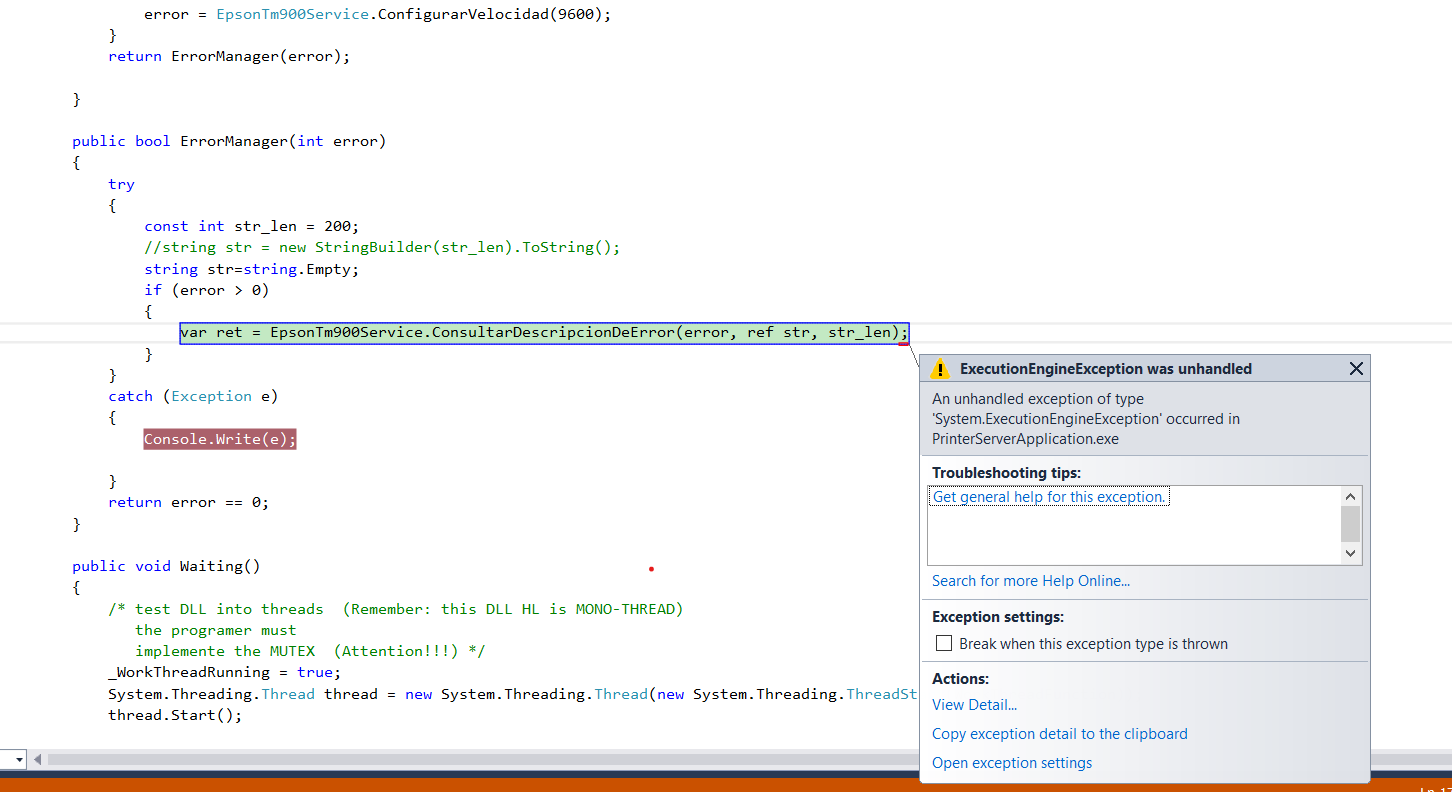 error = EpsonTm900Service.ConfigurarVelocidad(9600);
}
return ErrorManager(error);
}
public bool ErrorManager(int error)
{
try
{
const int str_len = 200;
//string str = new StringBuilder(str_len).ToString();
string str=string.Empty;
if (error > 0)
{
var ret = EpsonTm900Service.ConsultarDescripcionDeError(error, ref str, str_len);
}
}
catch (Exception e)
{
Console.Write(e);
}
return error == 0;
}
public void Waiting()
{
/* test DLL into threads  (Remember: this DLL HL is MONO-THREAD)
the programer must
implemente the MUTEX  (Attention!!!) */
_WorkThreadRunning = true;
System.Threading.Thread thread = new System.Threading.Thread(new System.Threading.ThreadSt
thread.Start();
ExecutionEngineException was unhandled
An unhandled exception of type
'System.ExecutionEngineException' occurred in
PrinterServerApplication.exe
Troubleshooting tips:
Get general help for this exception.
Search for more Help Online...
Exception settings:
Break when this exception type is thrown
Actions:
View Detail...
Copy exception detail to the clipboard
Open exception settings